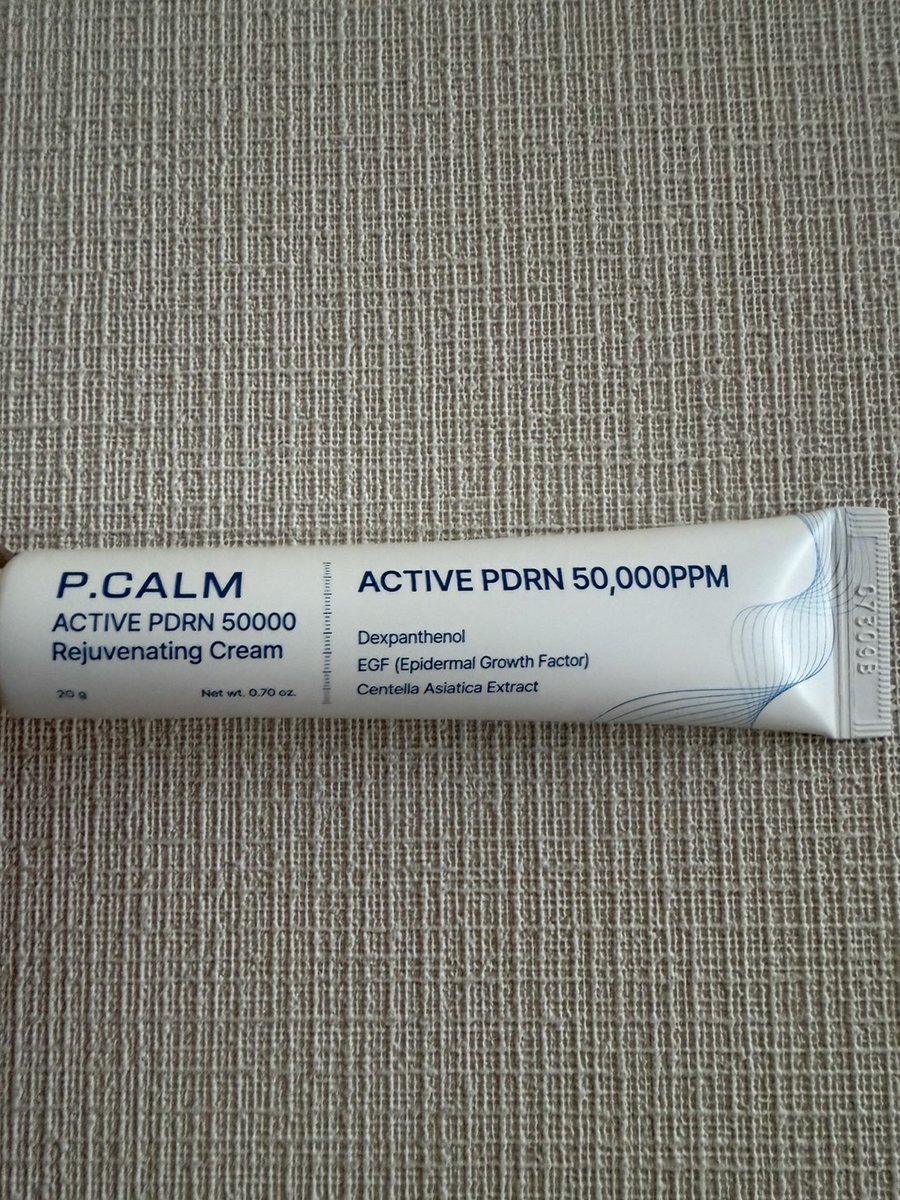 P.CALM
ACTIVE PDRN 50000
Rejuvenating Cream
20 g Net wt. 0.70 oz.
ACTIVE PDRN 50,000PPM
Dexpanthenol
EGF (Epidermal Growth Factor)
Centella Asiatica Extract